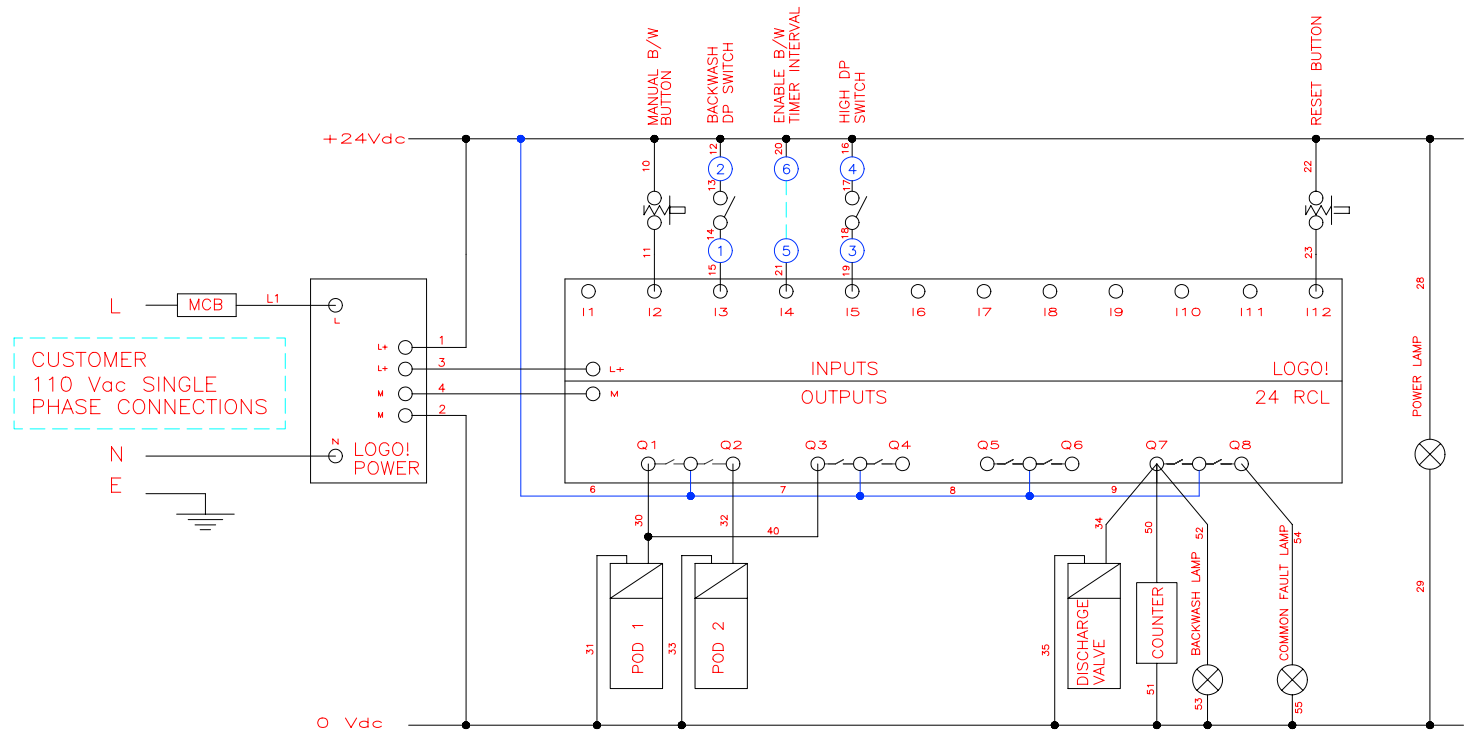 MANUAL B/W
BUTTON
BACKWASH
DP SWITCH
ENABLE B/W
TIMER INTERVAL
HIGH DP
SWITCH
RESET BUTTON
+24Vdc
10
12
20
16
22
2
6
4
13
17
14
18
11
1
5
3
23
15
21
19
28
L
MCB
L1
L
I1
I2
I3
I4
I5
I6
I7
I8
I9
I10
I11
I12
L+
1
L+
3
L+
INPUTS
LOGO!
M
4
M
OUTPUTS
24 RCL
M
2
CUSTOMER
110 Vac SINGLE
PHASE CONNECTIONS
POWER LAMP
N
N
LOGO!
POWER
E
Q1
Q2
Q3
Q4
Q5
Q6
Q7
Q8
6
7
8
9
30
32
40
34
50
52
54
31
POD 1
33
POD 2
35
DISCHARGE
VALVE
COUNTER
BACKWASH LAMP
COMMON FAULT LAMP
29
51
53
55
0 Vdc